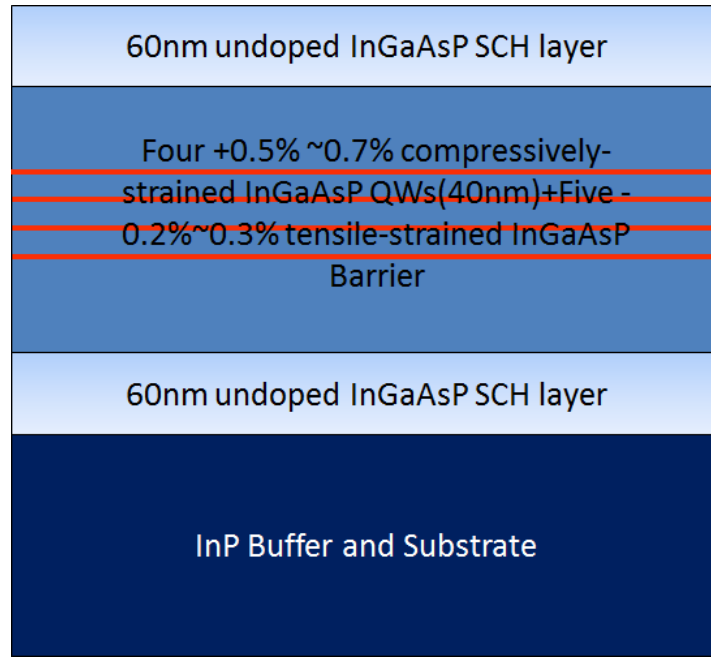 60nm undoped InGaAsP SCH layer
Four +0.5% ~0.7% compressively-
strained InGaAsP QWs(40nm)+Five -
0.2%~0.3% tensile-strained InGaAsP
Barrier
60nm undoped InGaAsP SCH layer
InP Buffer and Substrate